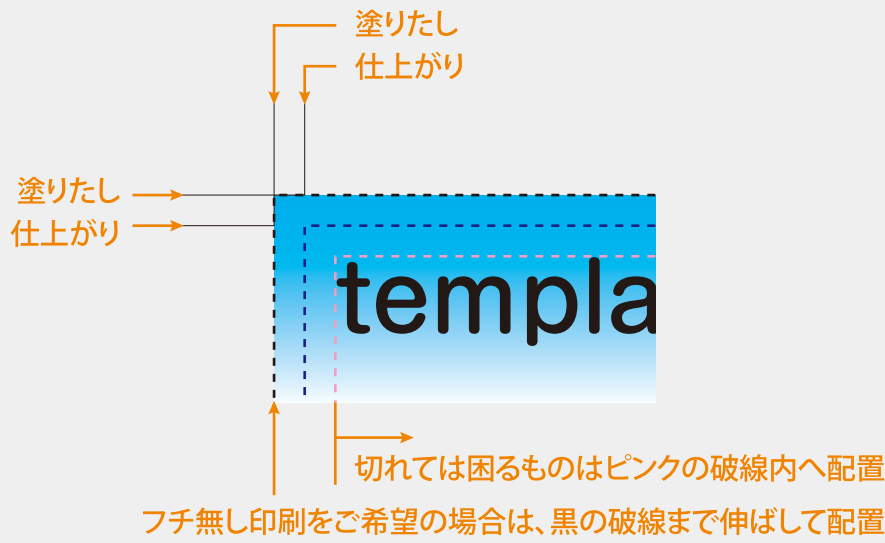 塗りたし
仕上がり
塗りたし
仕上がり
templa
切れては困るものはピンクの破線内へ配置
フチ無し印刷をご希望の場合は、黒の破線まで伸ばして配置